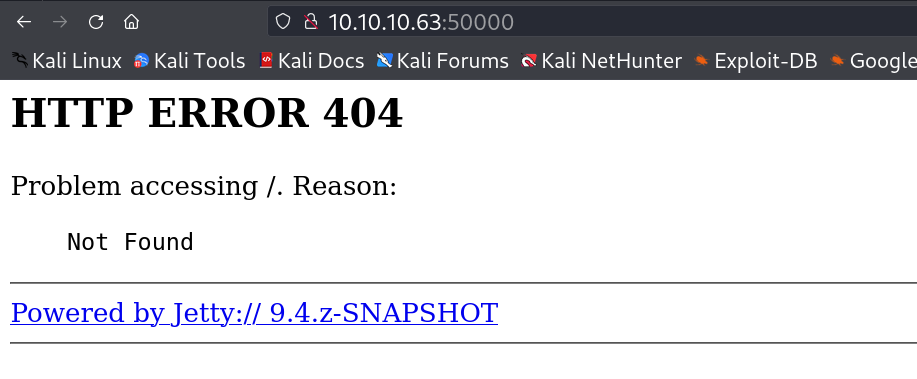 10.10.10.63:50000
Kali Linux Kali Tools Kali Docs Kali Forums Kali NetHunter Exploit-DB Google
HTTP ERROR 404
Problem accessing /. Reason:
Not Found
Powered by Jetty:// 9.4.z-SNAPSHOT